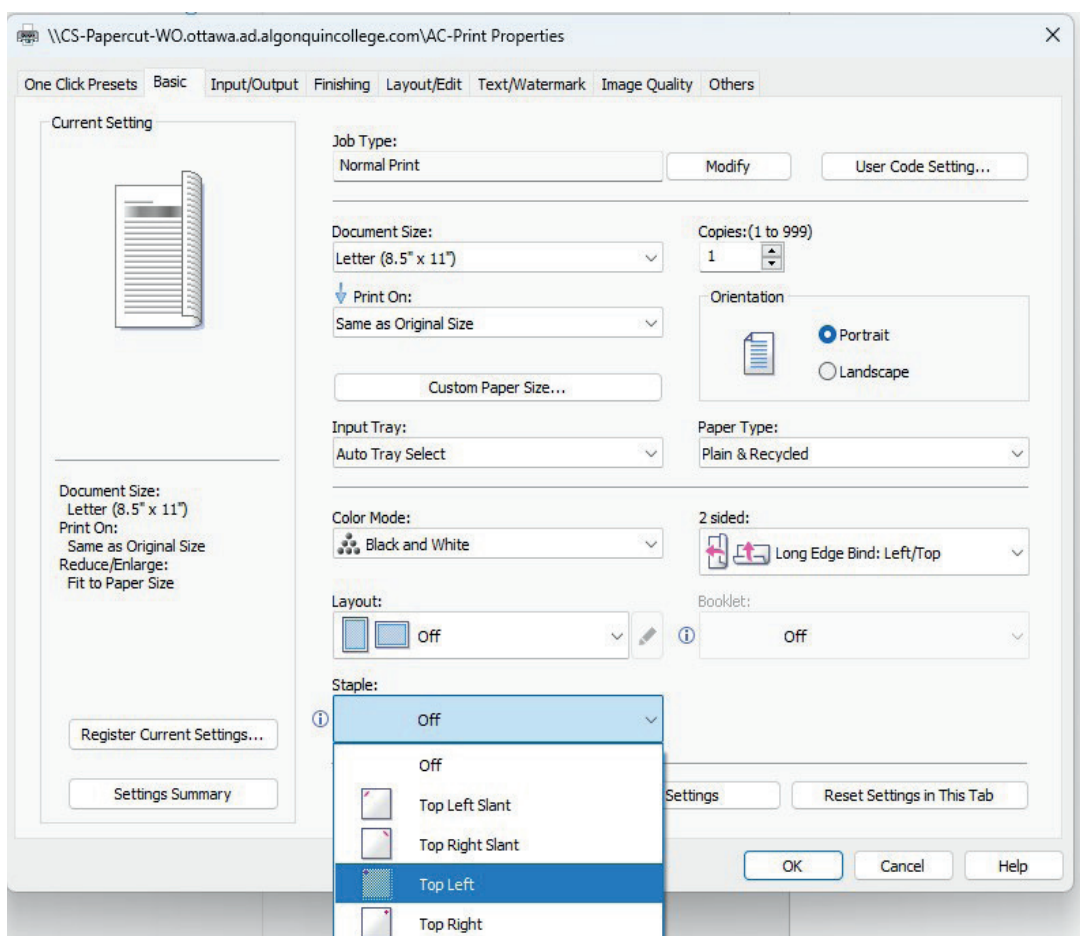 \\CS-Papercut-WO.ottawa.ad.algonquincollege.com\AC-Print Properties
One Click Presets Basic Input/Output Finishing Layout/Edit Text/Watermark Image Quality Others
Current Setting
Job Type:
Normal Print Modify User Code Setting...
Document Size: Copies:(1 to 999)
Letter (8.5" x 11") 1
Print On: Orientation
Same as Original Size
Portrait
Landscape
Custom Paper Size...
Input Tray: Paper Type:
Auto Tray Select Plain & Recycled
Document Size:
Letter (8.5" x 11")
Print On:
Same as Original Size
Reduce/Enlarge:
Fit to Paper Size
Color Mode: 2 sided:
Black and White Long Edge Bind: Left/Top
Layout: Booklet:
Off Off
Staple:
Off
Register Current Settings...
Settings Summary
Off
Top Left Slant
Top Right Slant
Top Left
Top Right
Settings Reset Settings in This Tab
OK Cancel Help